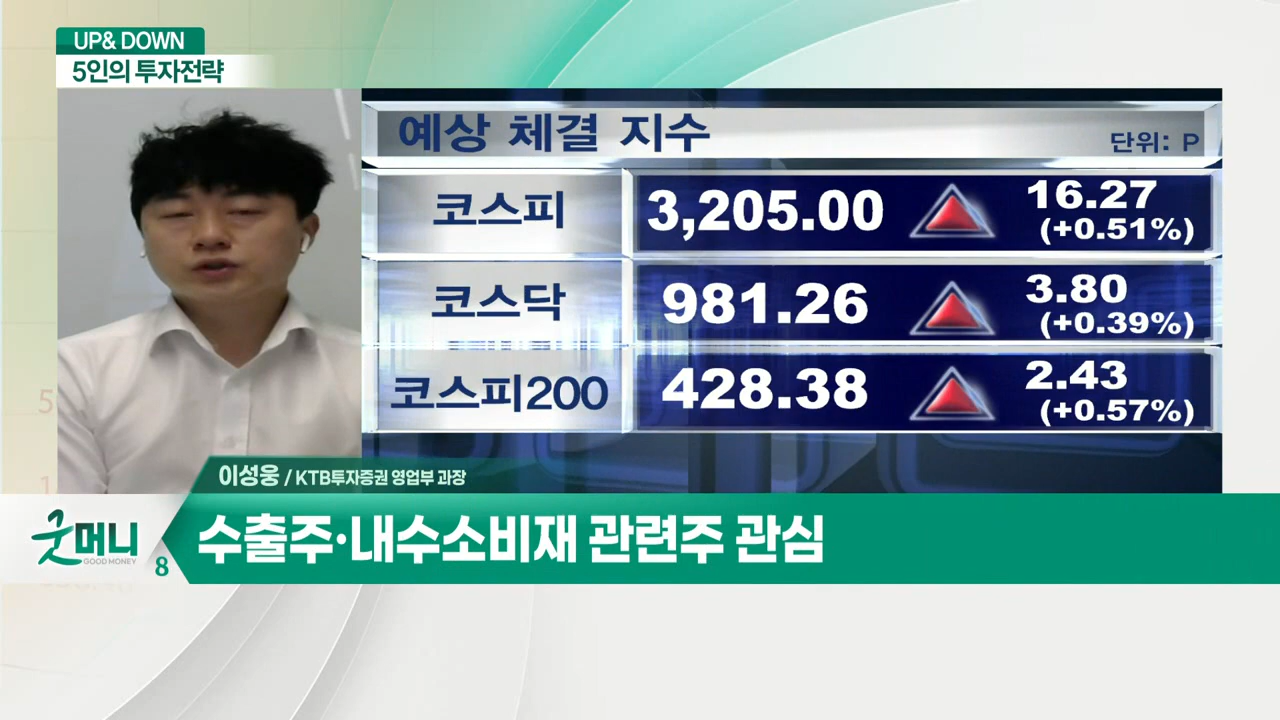 UP& DOWN
5인의 투자전략
예상 체결 지수
단위: P
코스피 3,205.00 16.27
(+0.51%)
코스닥 981.26 3.80
(+0.39%)
코스피200 428.38 2.43
(+0.57%)
이성웅 / KTB투자증권 영업부 과장
굿머니
GOOD MONEY
8
수출주·내수소비재 관련주 관심